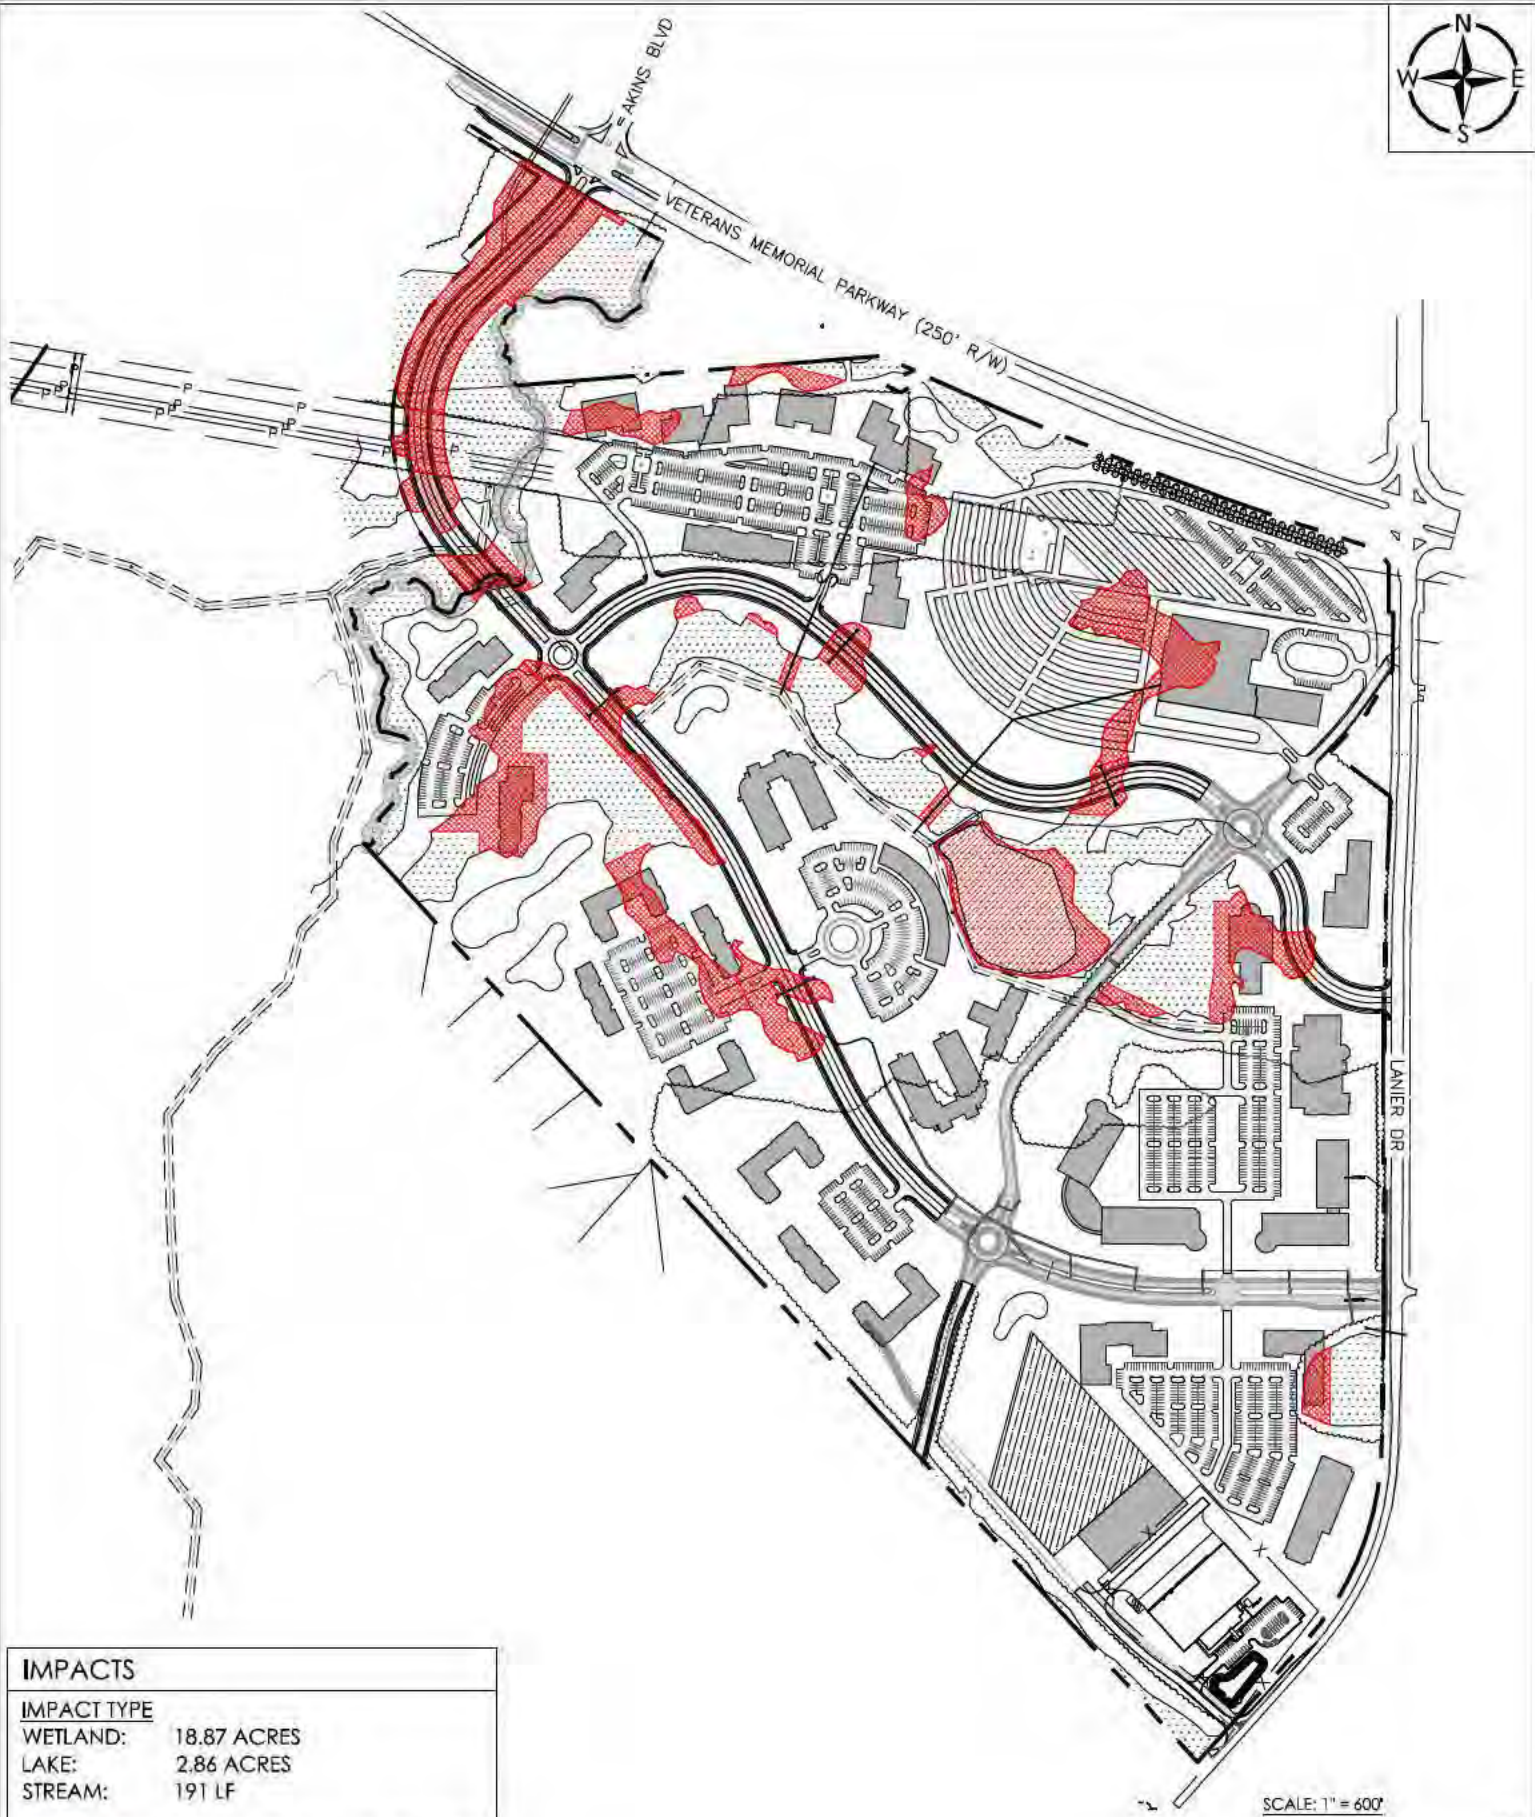 N
W E
S
AKINS BLVD
VETERANS MEMORIAL PARKWAY (250' R/W)
P
P
P
P
P
P
P
P
P
P
P
LANIER DR
X
X
X
IMPACTS
IMPACT TYPE
WETLAND: 18.87 ACRES
LAKE: 2.86 ACRES
STREAM: 191 LF
SCALE: 1" = 600'